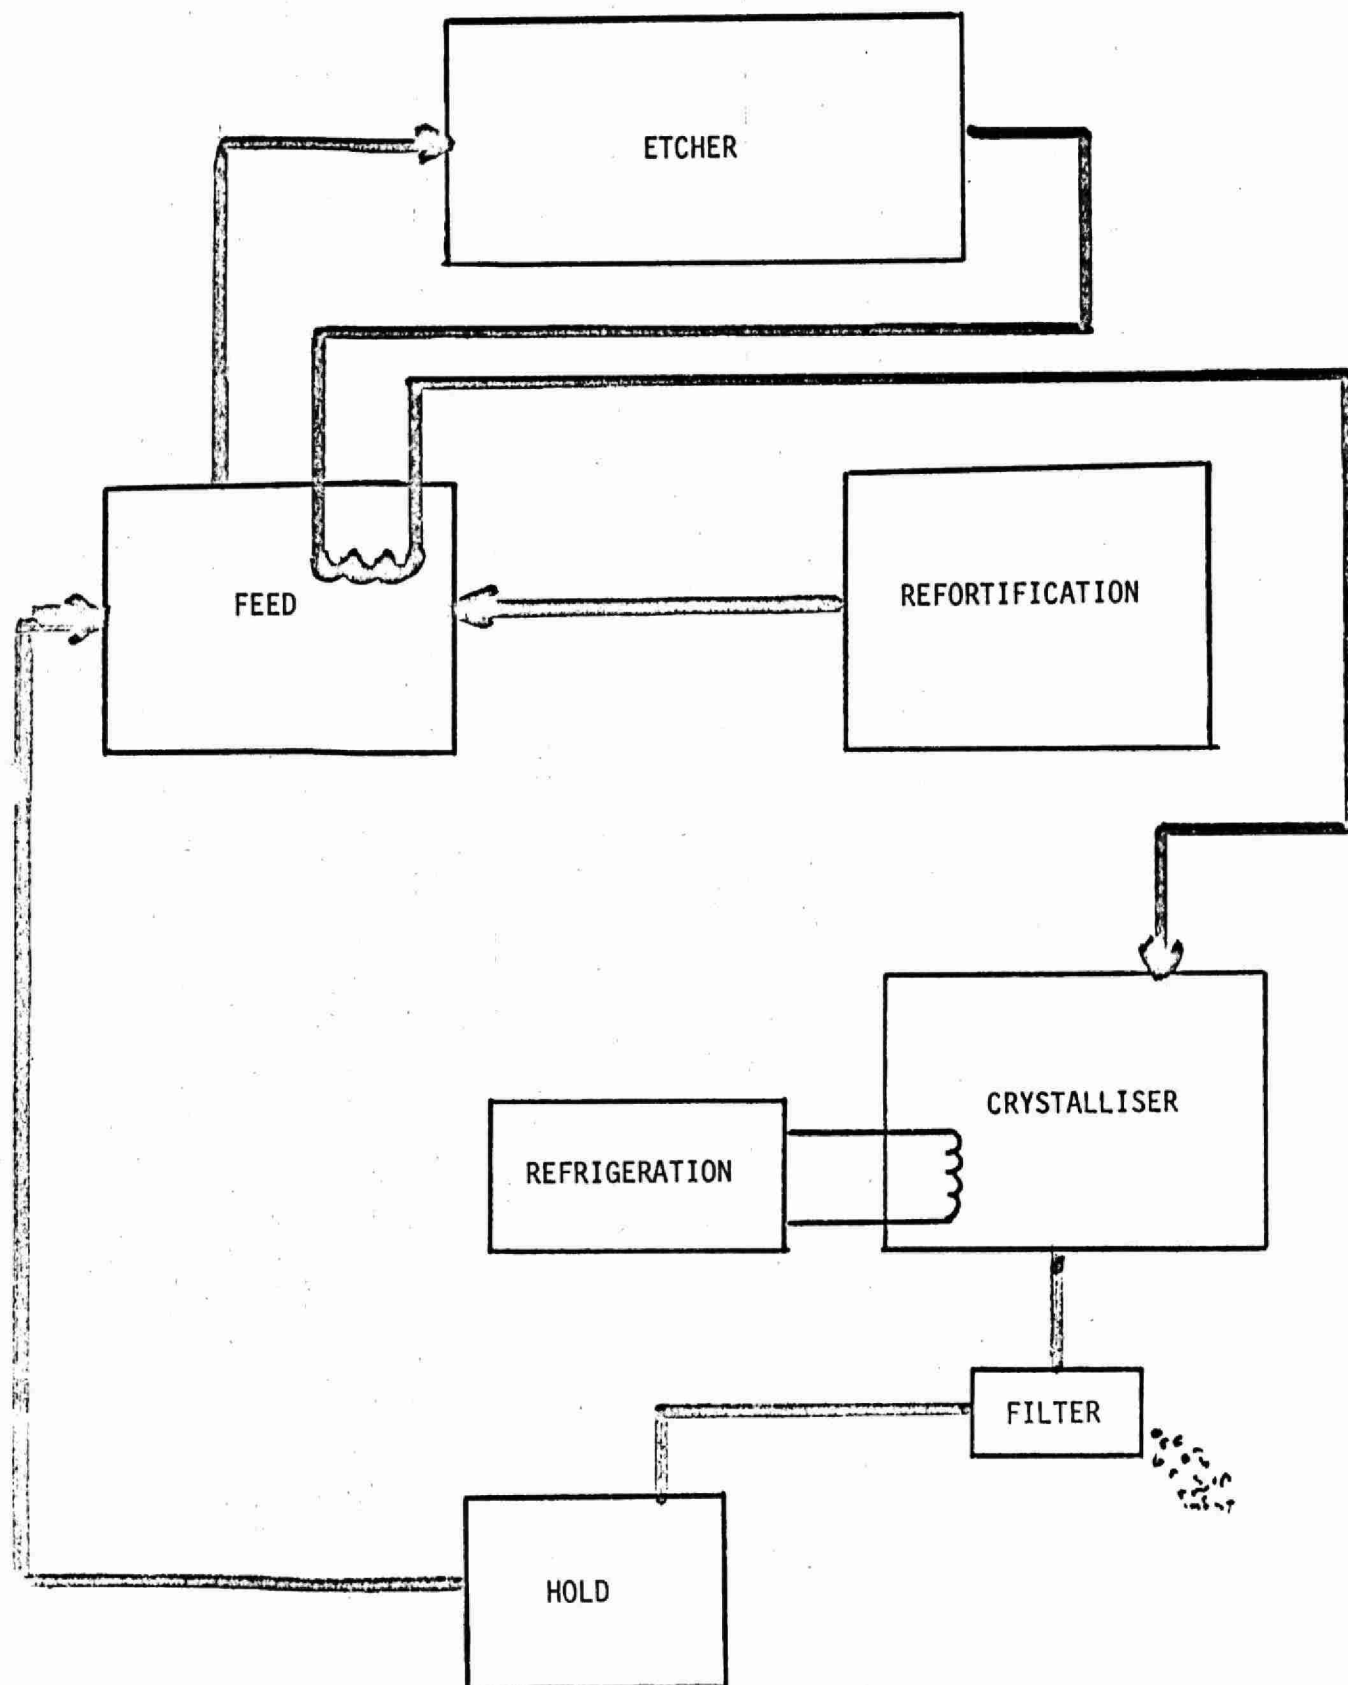 ETCHER
FEED
REFORTIFICATION
CRYSTALLISER
REFRIGERATION
FILTER
HOLD